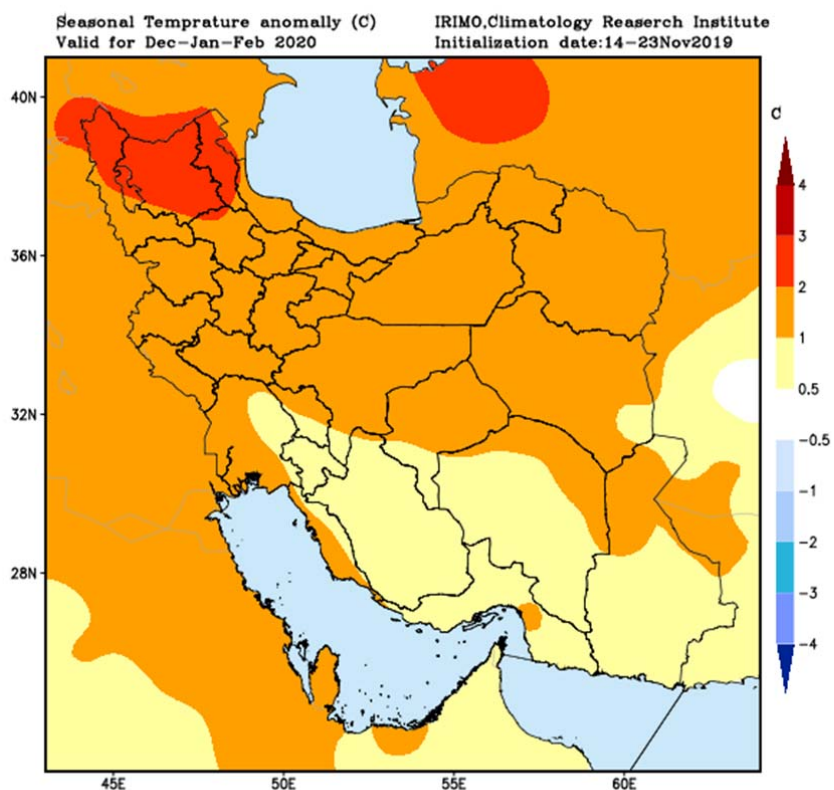 Seasonal Temprature anomally (C)
IRIMO,Climatology Reaserch Institute
Valid for Dec-Jan-Feb 2020
Initialization date:14-23Nov2019
40N
36N
32N
28N
45E
50E
55E
60E
C
4
3
2
1
0.5
-0.5
-1
-2
-3
-4